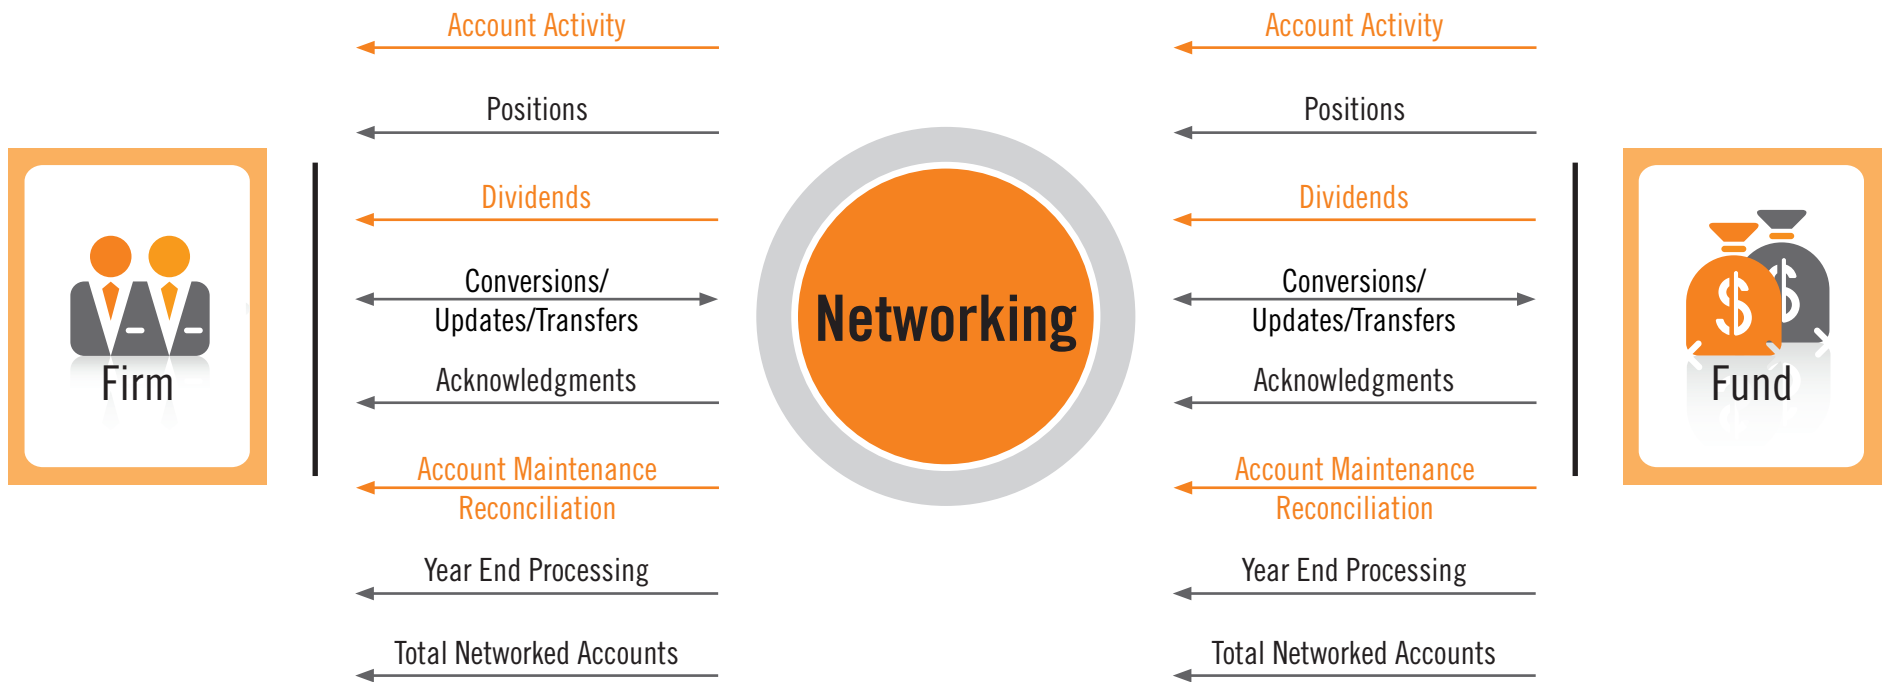 Account Activity
Positions
Dividends
Conversions/
Updates/Transfers
Acknowledgments
Account Maintenance
Reconciliation
Year End Processing
Total Networked Accounts
Firm
Networking
Account Activity
Positions
Dividends
Conversions/
Updates/Transfers
Acknowledgments
Account Maintenance
Reconciliation
Year End Processing
Total Networked Accounts
$
$
Fund